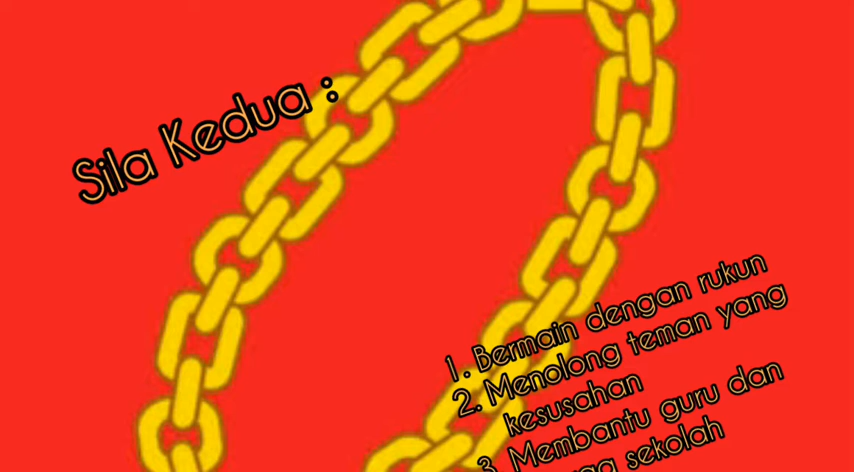 Sila Kedua :
1. Bermain dengan rukun
2. Menolong teman yang
kesusahan
3. Membantu guru dan
sekolah